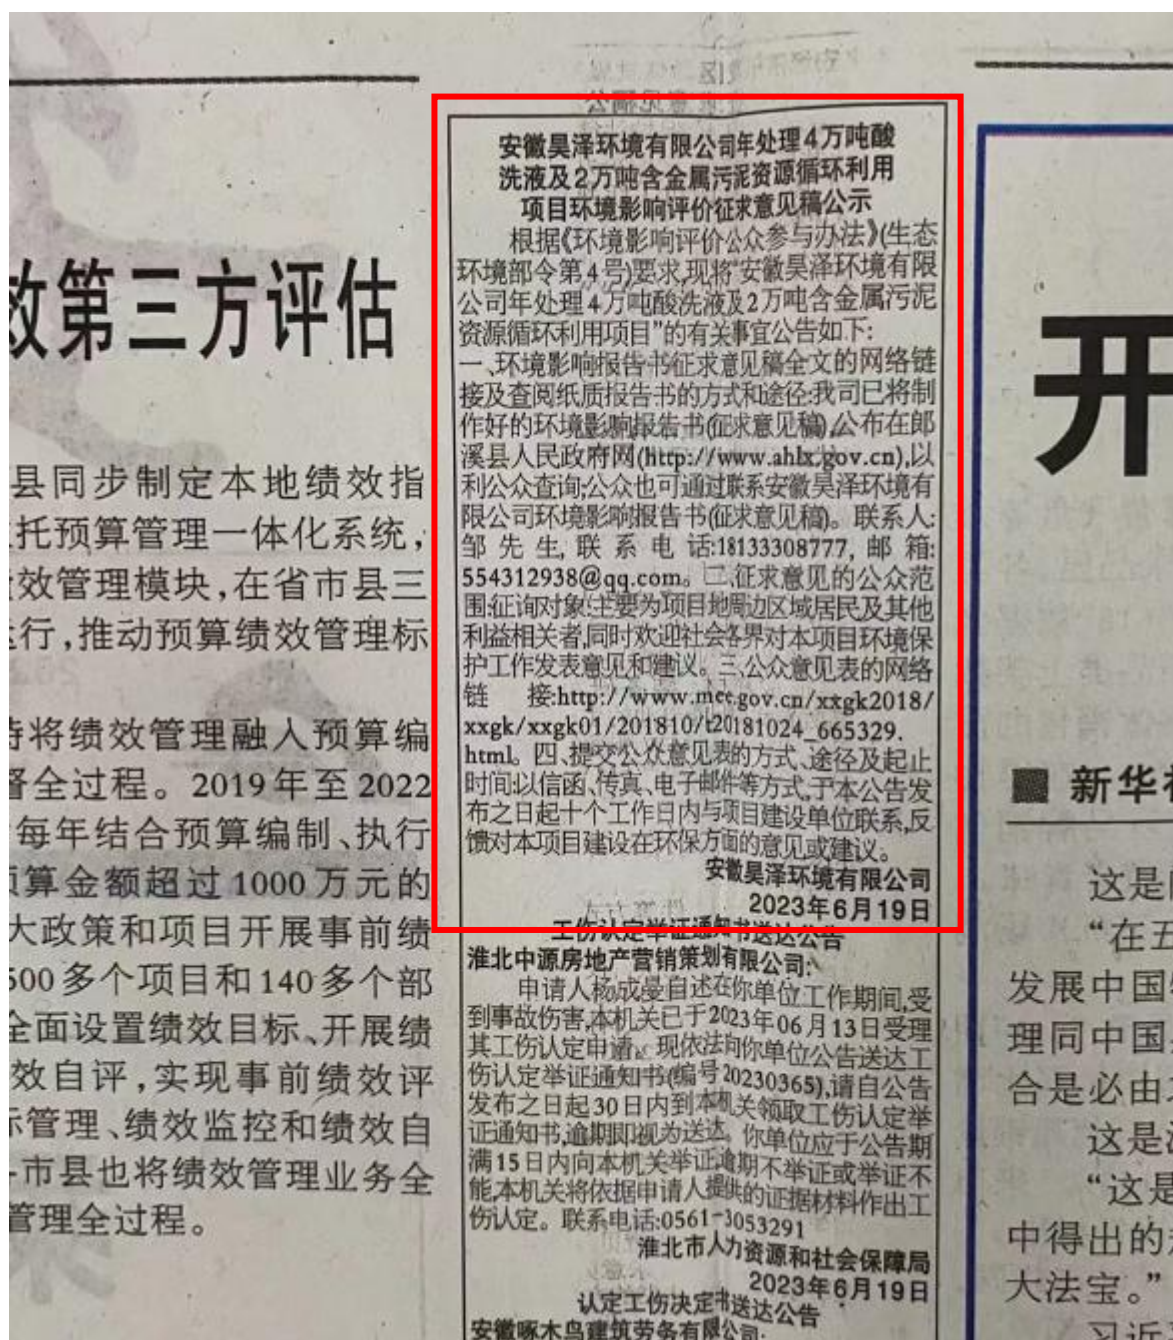 效第三方评估
县同步制定本地绩效指
托预算管理一体化系统,
效管理模块,在省市县三
行,推动预算绩效管理标
将绩效管理融入预算编
督全过程。2019年至2022
每年结合预算编制、执行
算金额超过1000万元的
大政策和项目开展事前绩
500多个项目和140多个部
全面设置绩效目标、开展绩
效自评,实现事前绩效评
管理、绩效监控和绩效自
市县也将绩效管理业务全
管理全过程。
安徽昊泽环境有限公司年处理4万吨酸
洗液及2万吨含金属污泥资源循环利用
项目环境影响评价征求意见稿公示
根据《环境影响评价公众参与办法》(生态
环境部令第4号)要求,现将“安徽昊泽环境有限
公司年处理4万吨酸洗液及2万吨含金属污泥
资源循环利用项目”的有关事宜公告如下:
一、环境影响报告书征求意见稿全文的网络链
接及查阅纸质报告书的方式和途径:我司已将制
作好的环境影响报告书(征求意见稿),公布在郎
溪县人民政府网(http://www.ahlx.gov.cn),以
利公众查询;公众也可通过联系安徽昊泽环境有
限公司环境影响报告书(征求意见稿)。联系人:
邹先生,联系电话:18133308777,邮箱:
554312938@qq.com。二、征求意见的公众范
围:征询对象:主要为项目地周边区域居民及其他
利益相关者,同时欢迎社会各界对本项目环境保
护工作发表意见和建议。三、公众意见表的网络
链接:http://www.mee.gov.cn/xxgk2018/
xxgk/xxgk01/201810/t20181024_665329.
html。四、提交公众意见表的方式、途径及起止
时间:以信函、传真、电子邮件等方式,于本公告发
布之日起十个工作日内与项目建设单位联系,反
馈对本项目建设在环保方面的意见或建议。
安徽昊泽环境有限公司
2023年6月19日
工伤认定举证通知书送达公告
淮北中源房地产营销策划有限公司:
申请人杨成曼自述在你单位工作期间,受
到事故伤害,本机关已于2023年06月13日受理
其工伤认定申请。现依法向你单位公告送达工
伤认定举证通知书(编号20230365),请自公告
发布之日起30日内到本机关领取工伤认定举
证通知书,逾期即视为送达。你单位应于公告期
满15日内向本机关举证,逾期不举证或举证不
能,本机关将依据申请人提供的证据材料作出工
伤认定。联系电话:0561-3053291
淮北市人力资源和社会保障局
2023年6月19日
认定工伤决定书送达公告
安徽啄木鸟建筑劳务有限公司:
开
■ 新华
这是
“在五
发展中国
理同中国
合是必由
这是
“这是
中得出的
大法宝。”
习近